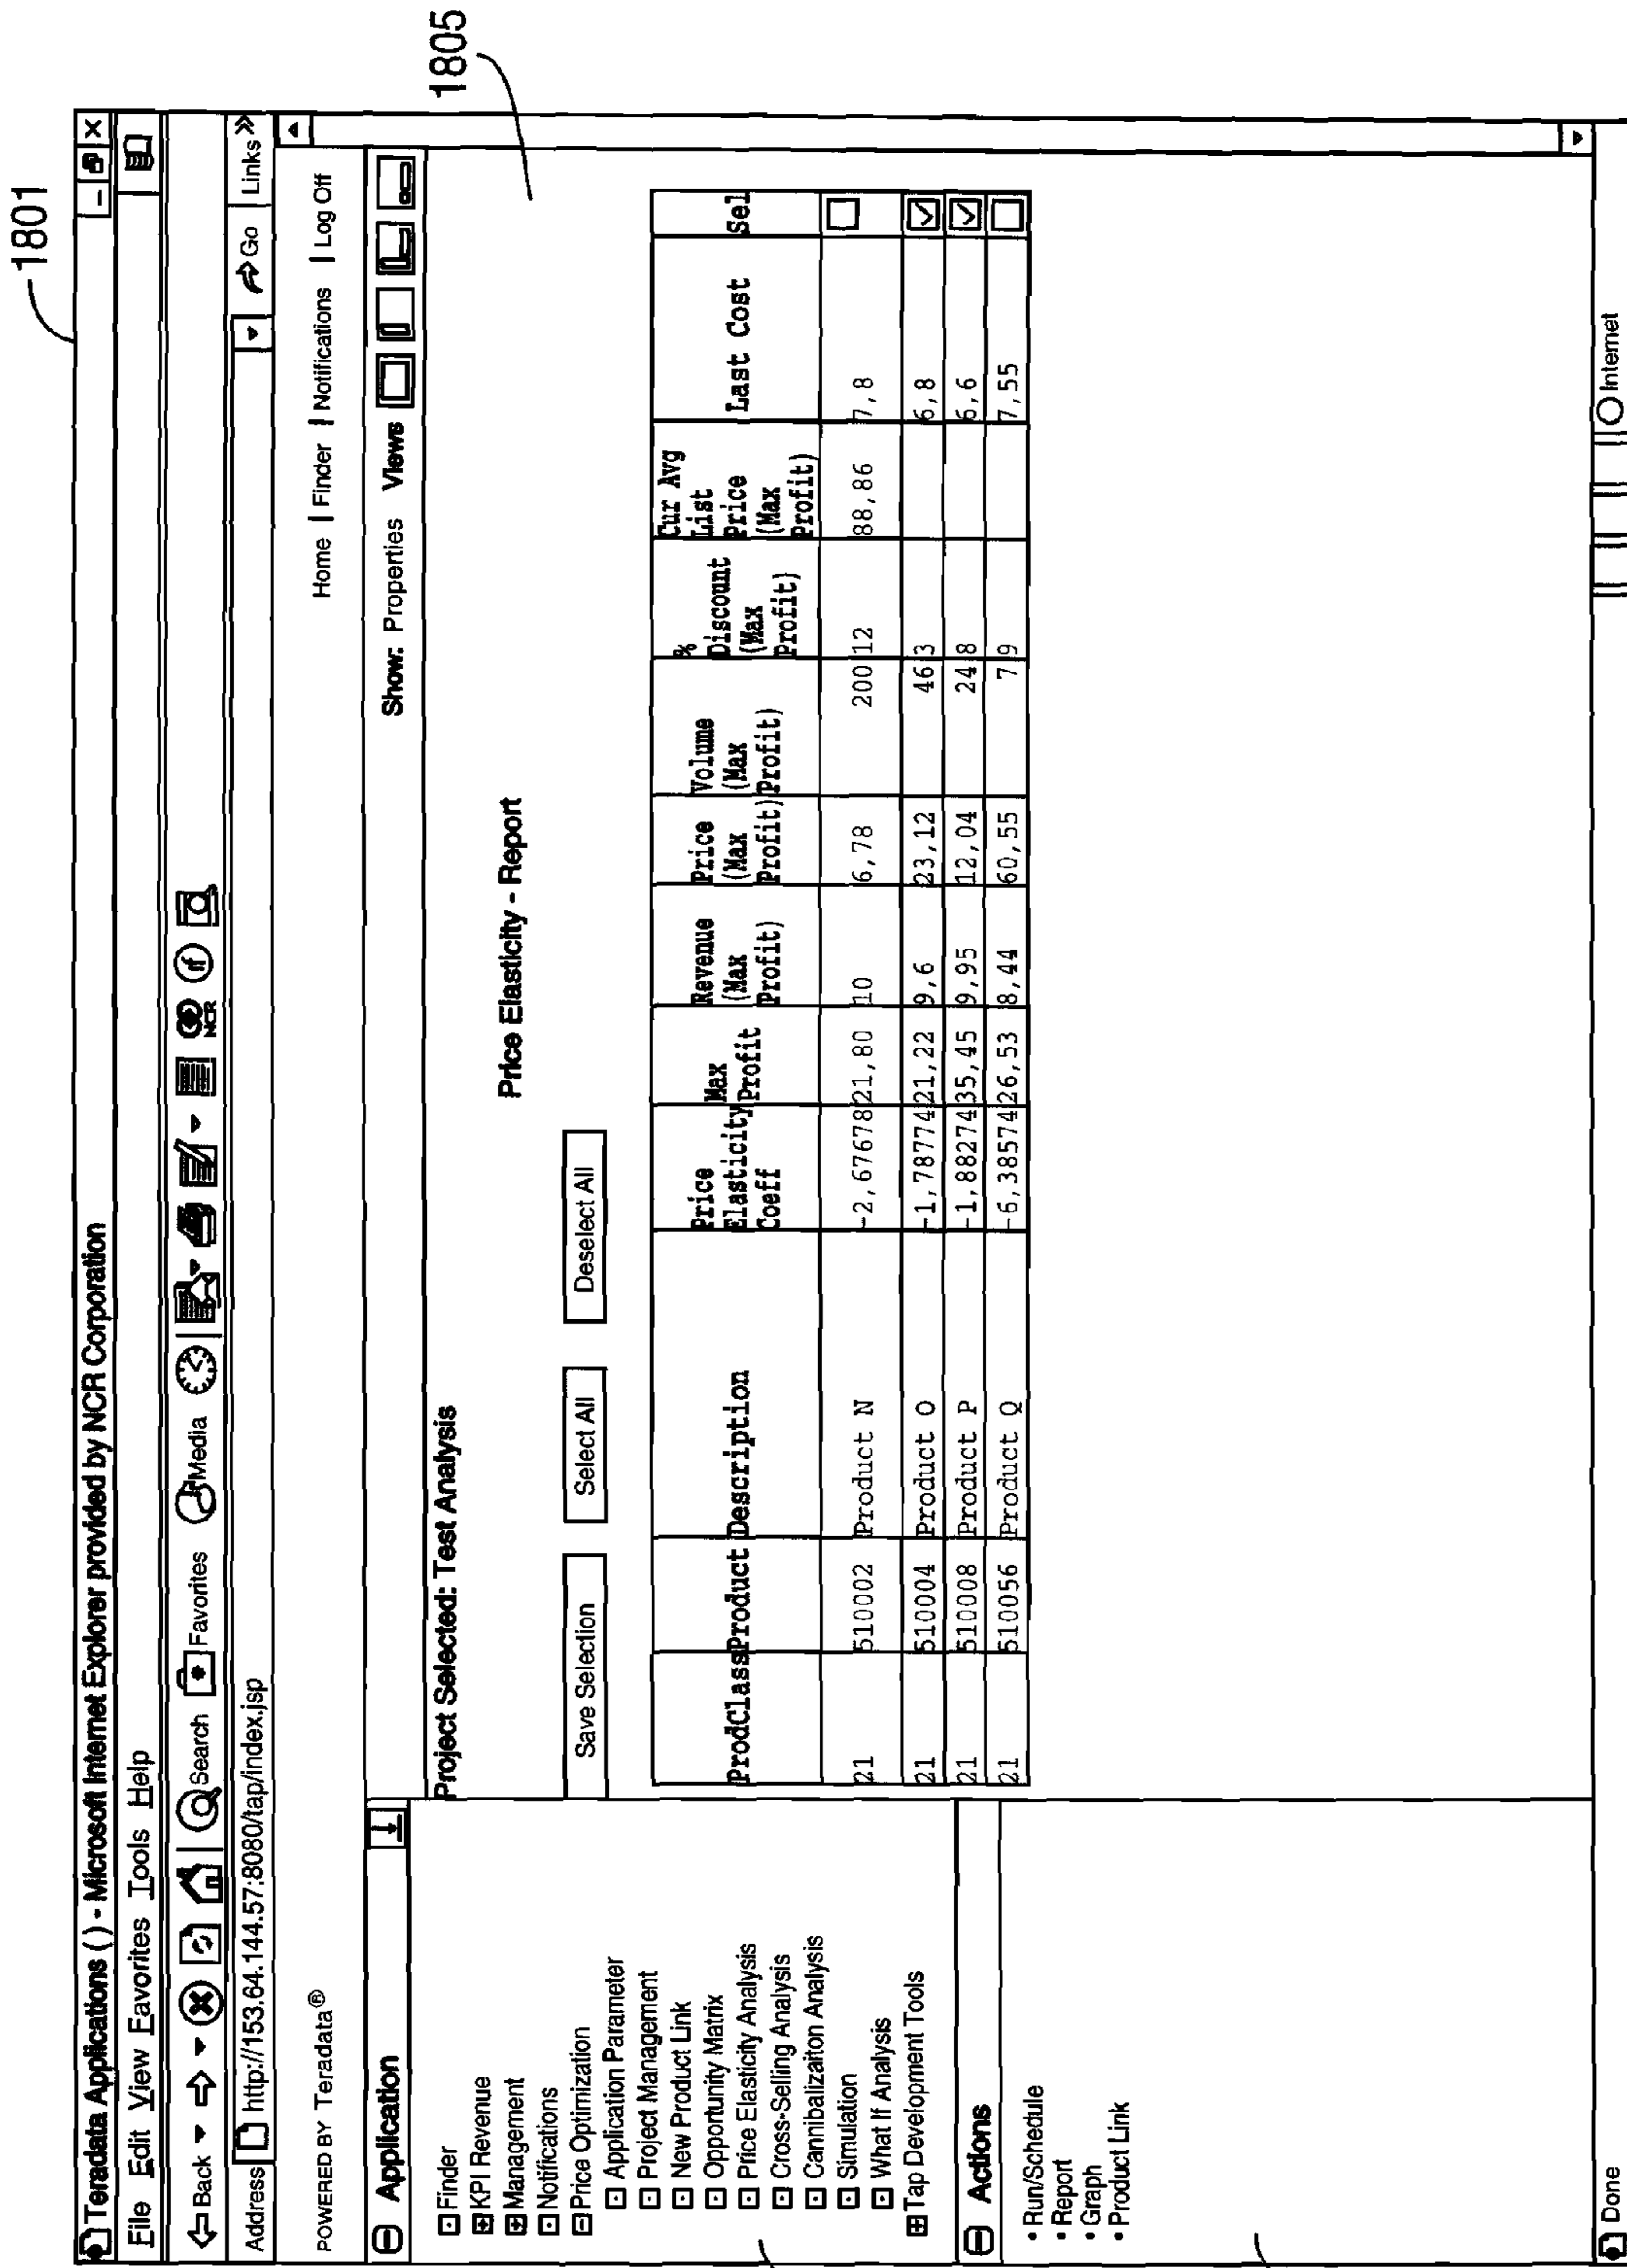 1801
Teradata Applications ( ) - Microsoft Internet Explorer provided by NCR Corporation
File Edit View Favorites Tools Help
Back Search Favorites Media NCR
Address http://153.64.144.57:8080/tap/index.jsp Go Links »
POWERED BY Teradata® Home | Finder | Notifications | Log Off
Application
Show: Properties Views
1805
Finder
KPI Revenue
Management
Notifications
Price Optimization
Application Parameter
Project Management
New Product Link
Opportunity Matrix
Price Elasticity Analysis
Cross-Selling Analysis
Cannibalizaiton Analysis
Simulation
What If Analysis
Tap Development Tools
Actions
• Run/Schedule
• Report
• Graph
• Product Link
Project Selected: Test Analysis
Price Elasticity - Report
Save Selection Select All Deselect All
ProdClass Product Description Price Elasticity Coeff Max Profit Revenue (Max Profit) Price (Max Profit) Volume (Max Profit) % Discount (Max Profit) Cur Avg List Price (Max Profit) Last Cost Sel
21 510002 Product N -2,67678 21,80 10 6,78 200 12 88,86 7,8
21 510004 Product O -1,78774 21,22 9,6 23,12 46 3 6,8
21 510008 Product P -1,88274 35,45 9,95 12,04 24 8 6,6
21 510056 Product Q -6,38574 26,53 8,44 60,55 7 9 7,55
Done Internet